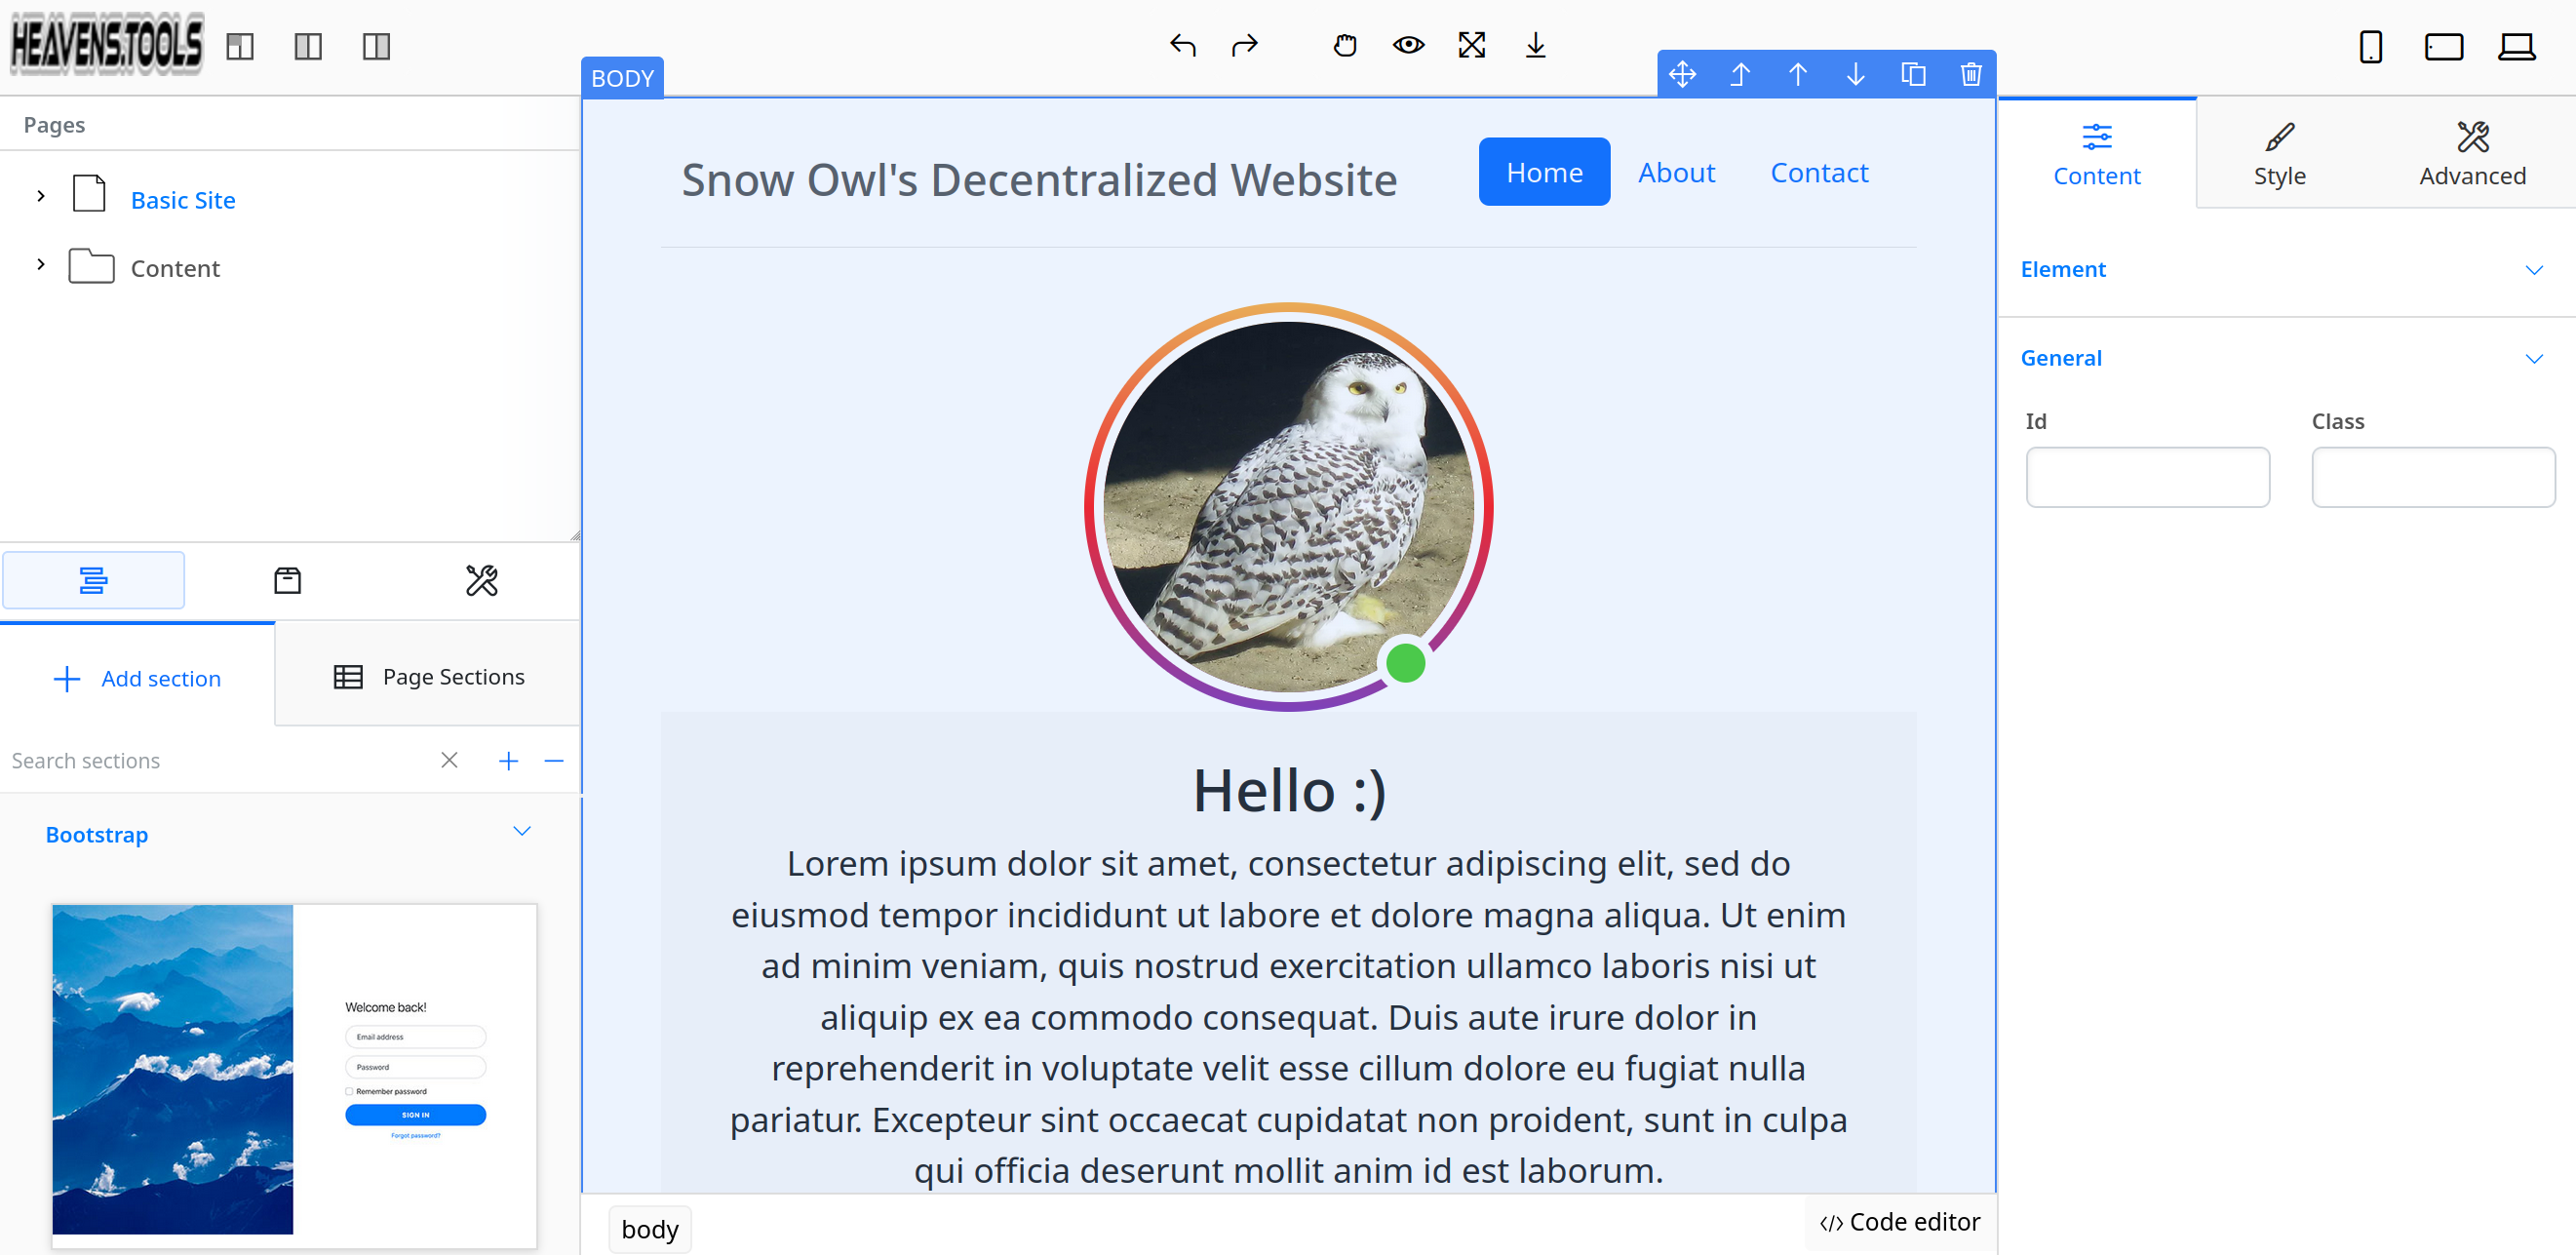 HEAVENS.TOOLS
BODY
Pages
Basic Site
Content
Add section
Page Sections
Search sections
Bootstrap
Welcome back!
Email address
Password
Remember password
SIGN IN
Forgot password?
Snow Owl's Decentralized Website
Home
About
Contact
Hello :)
Lorem ipsum dolor sit amet, consectetur adipiscing elit, sed do
eiusmod tempor incididunt ut labore et dolore magna aliqua. Ut enim
ad minim veniam, quis nostrud exercitation ullamco laboris nisi ut
aliquip ex ea commodo consequat. Duis aute irure dolor in
reprehenderit in voluptate velit esse cillum dolore eu fugiat nulla
pariatur. Excepteur sint occaecat cupidatat non proident, sunt in culpa
qui officia deserunt mollit anim id est laborum.
body
</> Code editor
Content
Style
Advanced
Element
General
Id
Class